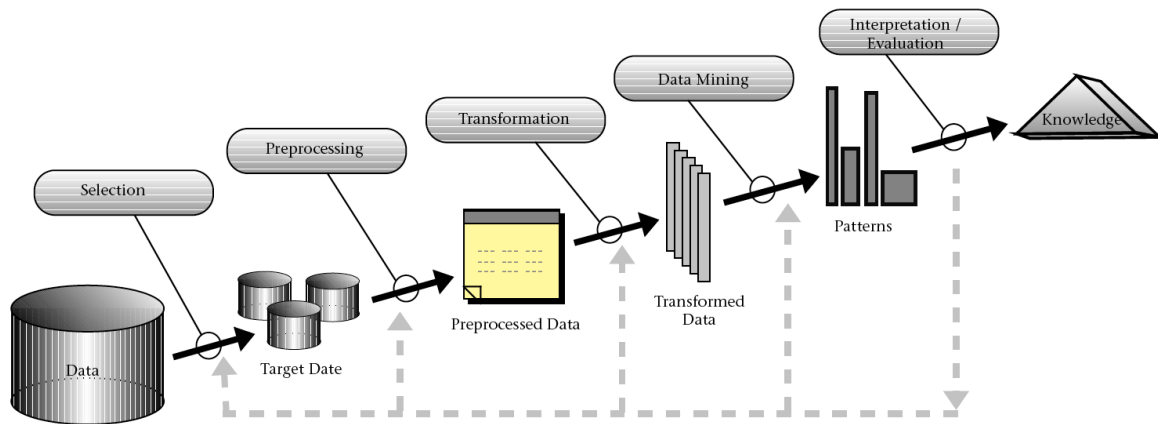 Interpretation /
Evaluation
Data Mining
Transformation
Preprocessing
Selection
Knowledge
Patterns
Transformed
Data
Preprocessed Data
Target Date
Data